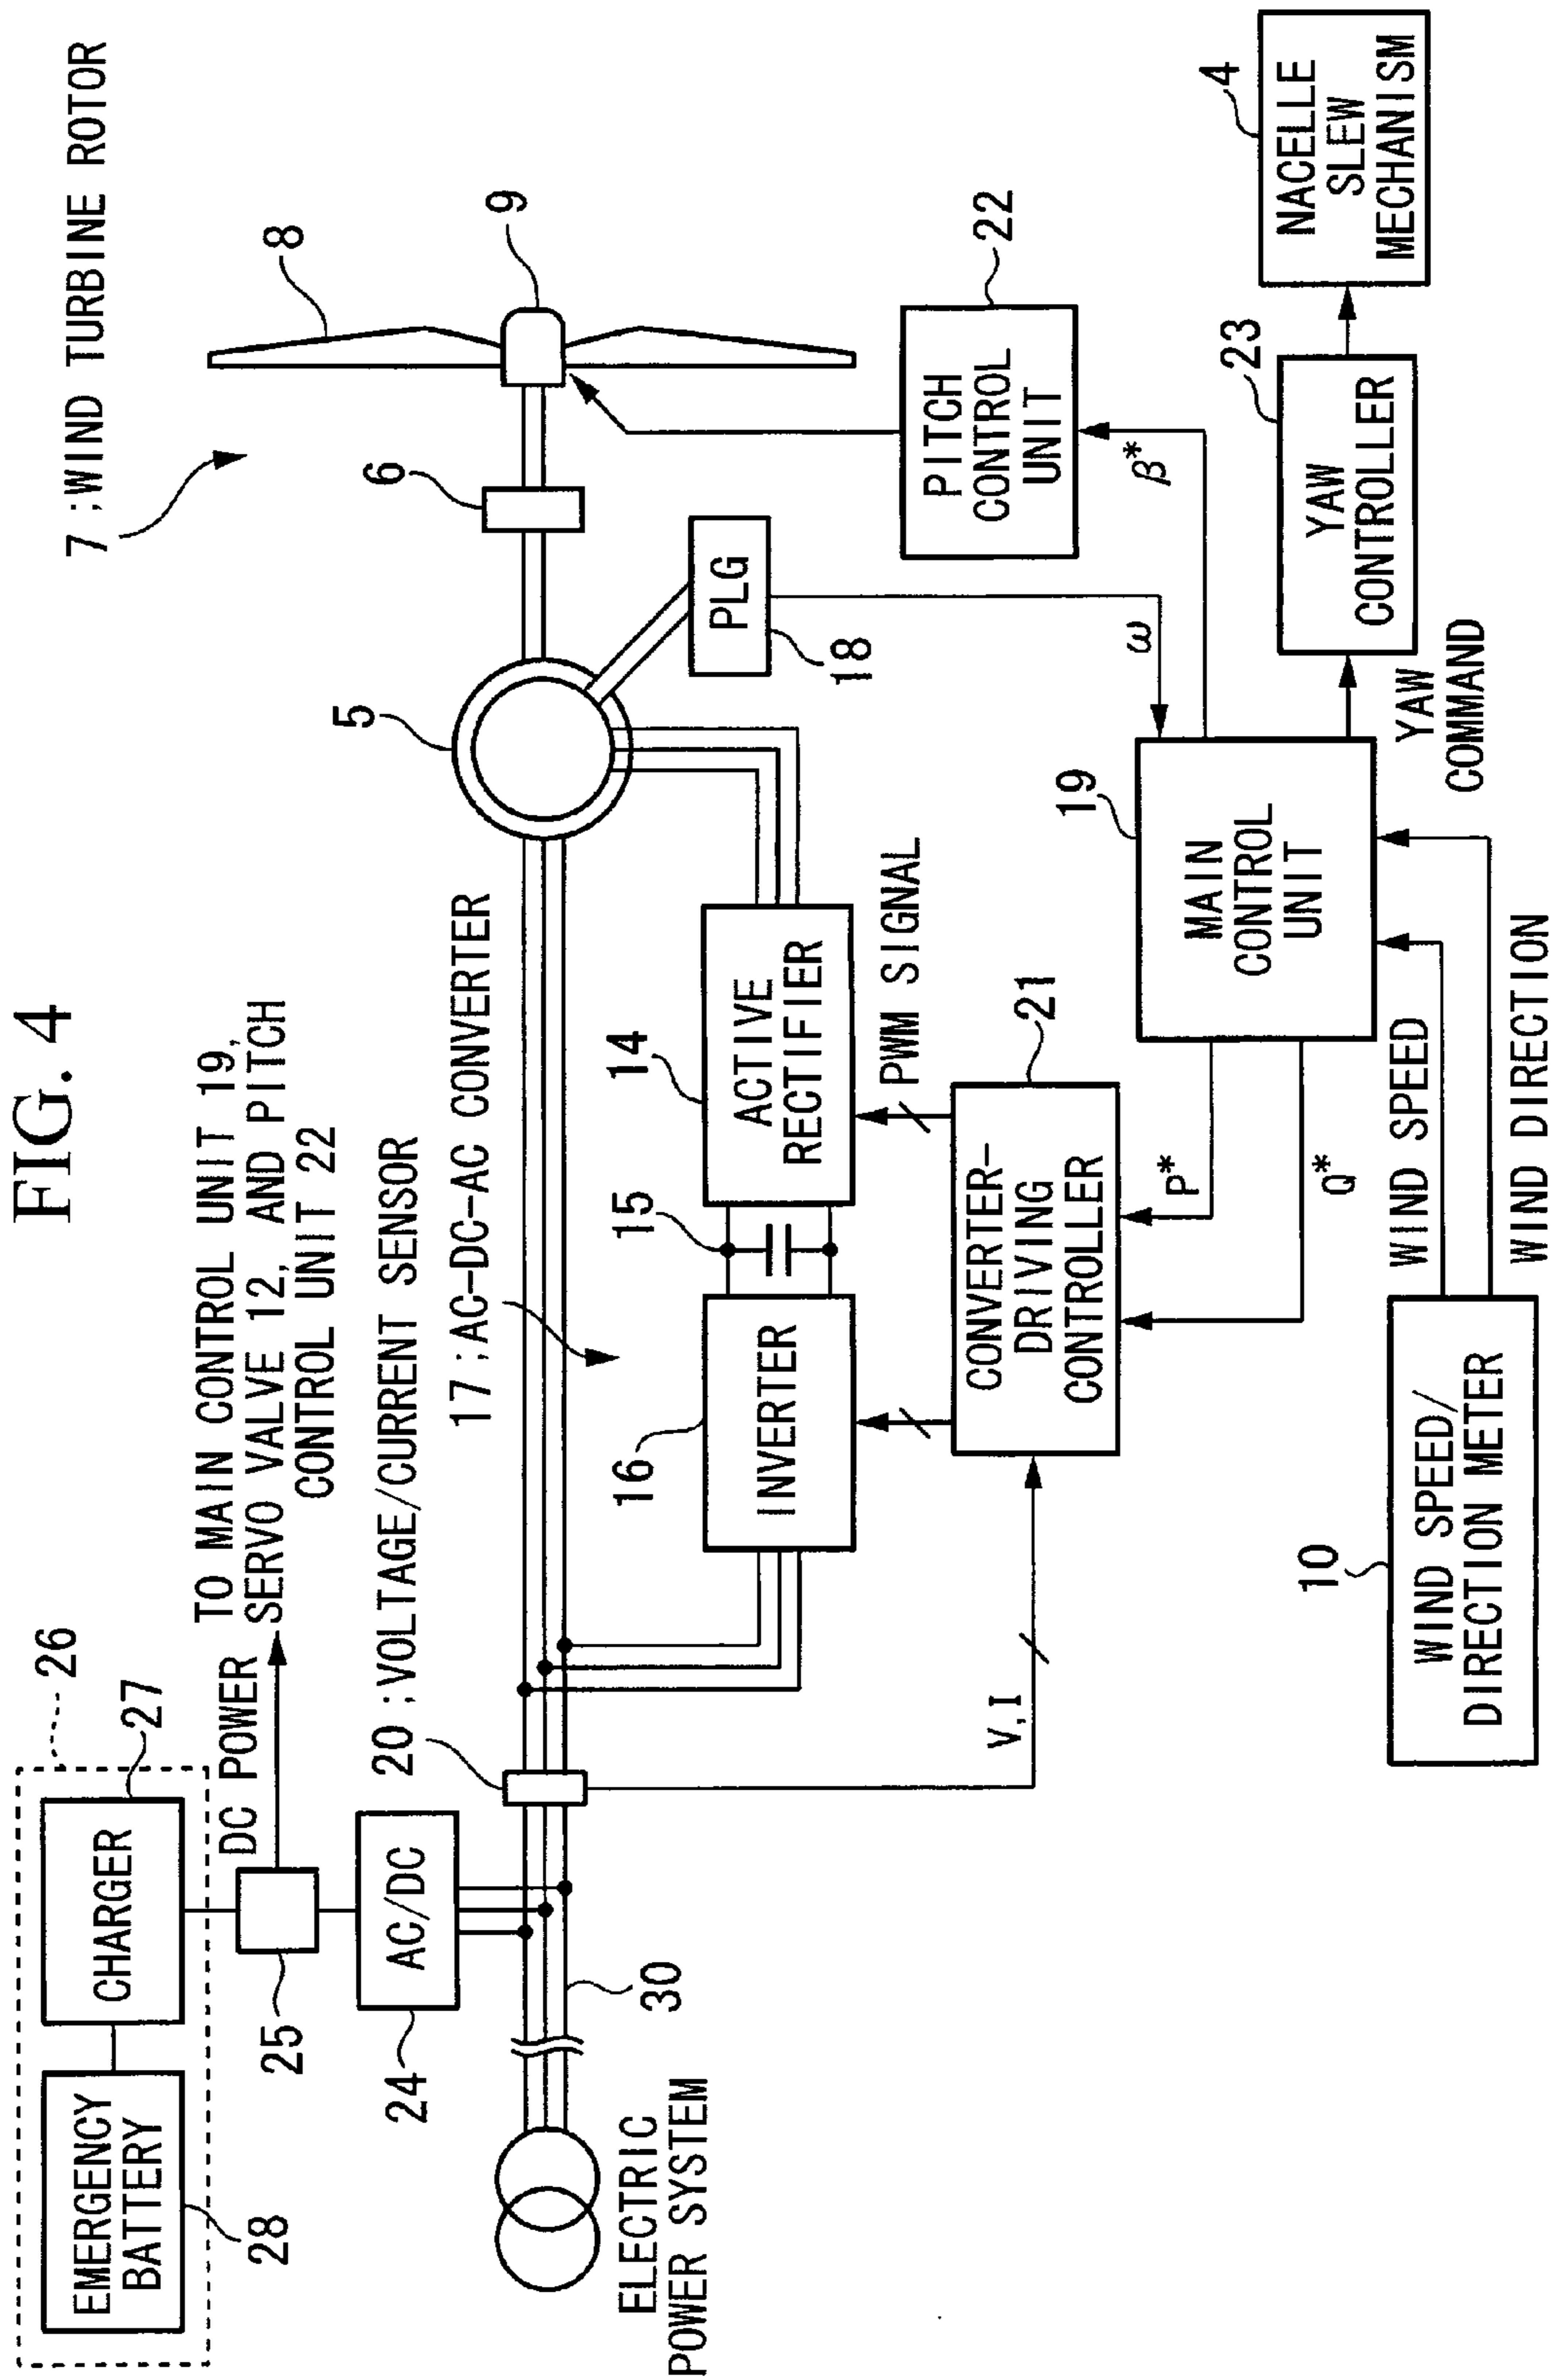 FIG. 4
7 ; WIND TURBINE ROTOR
8
9
6
5
26
27
CHARGER
EMERGENCY
BATTERY
28
25
DC POWER
TO MAIN CONTROL UNIT 19,
SERVO VALVE 12, AND PITCH
CONTROL UNIT 22
AC/DC
24
20 ; VOLTAGE/CURRENT SENSOR
17 ; AC-DC-AC CONVERTER
30
ELECTRIC
POWER SYSTEM
16
INVERTER
15
14
ACTIVE
RECTIFIER
PWM SIGNAL
PLG
18
PITCH
CONTROL
UNIT
22
V, I
CONVERTER-
DRIVING
CONTROLLER
21
P*
Q*
ω
β*
19
MAIN
CONTROL
UNIT
YAW
COMMAND
23
YAW
CONTROLLER
4
NACELLE
SLEW
MECHANISM
10
WIND SPEED/
DIRECTION METER
WIND SPEED
WIND DIRECTION